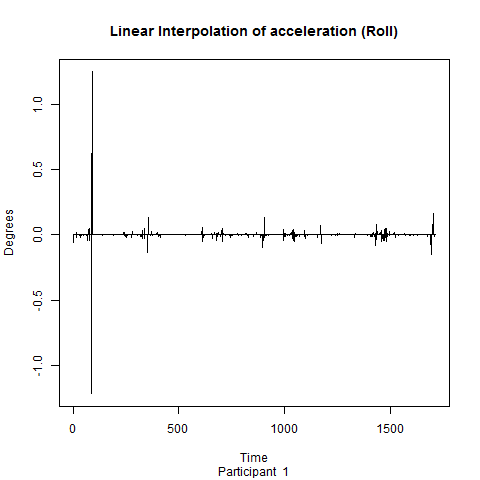 Linear Interpolation of acceleration (Roll)
Degrees
1.0
0.5
0.0
-0.5
-1.0
0 500 1000 1500
Time
Participant 1